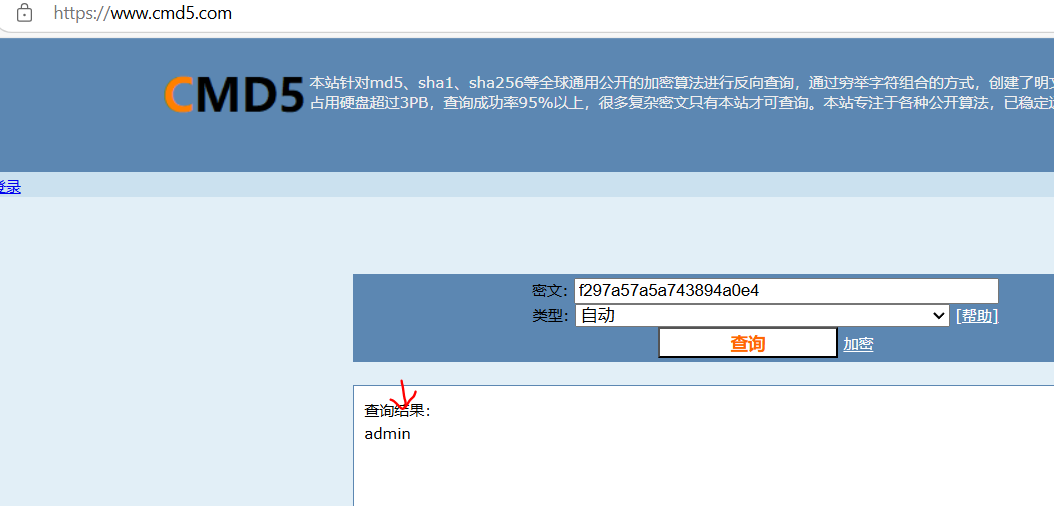 https://www.cmd5.com
CMD5
本站针对md5、sha1、sha256等全球通用公开的加密算法进行反向查询，通过穷举字符组合的方式，创建了明文
占用硬盘超过3PB，查询成功率95%以上，很多复杂密文只有本站才可查询。本站专注于各种公开算法，已稳定运
登录
密文: f297a57a5a743894a0e4
类型: 自动 [帮助]
查询 加密
查询结果:
admin